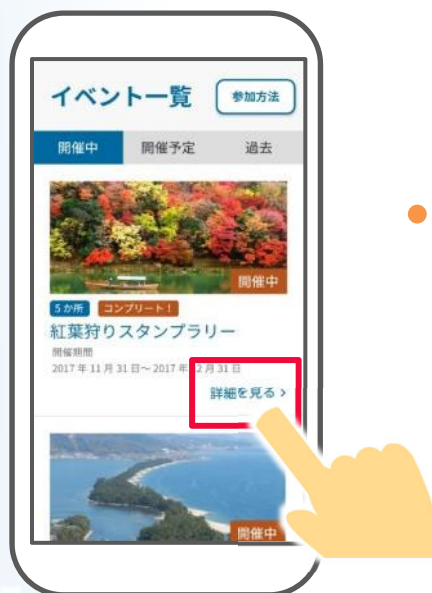 イベント一覧
参加方法
開催中
開催予定
過去
開催中
5か所
コンプリート！
紅葉狩りスタンプラリー
開催期間
2017年11月31日～2017年 2月31日
詳細を見る›
開催中